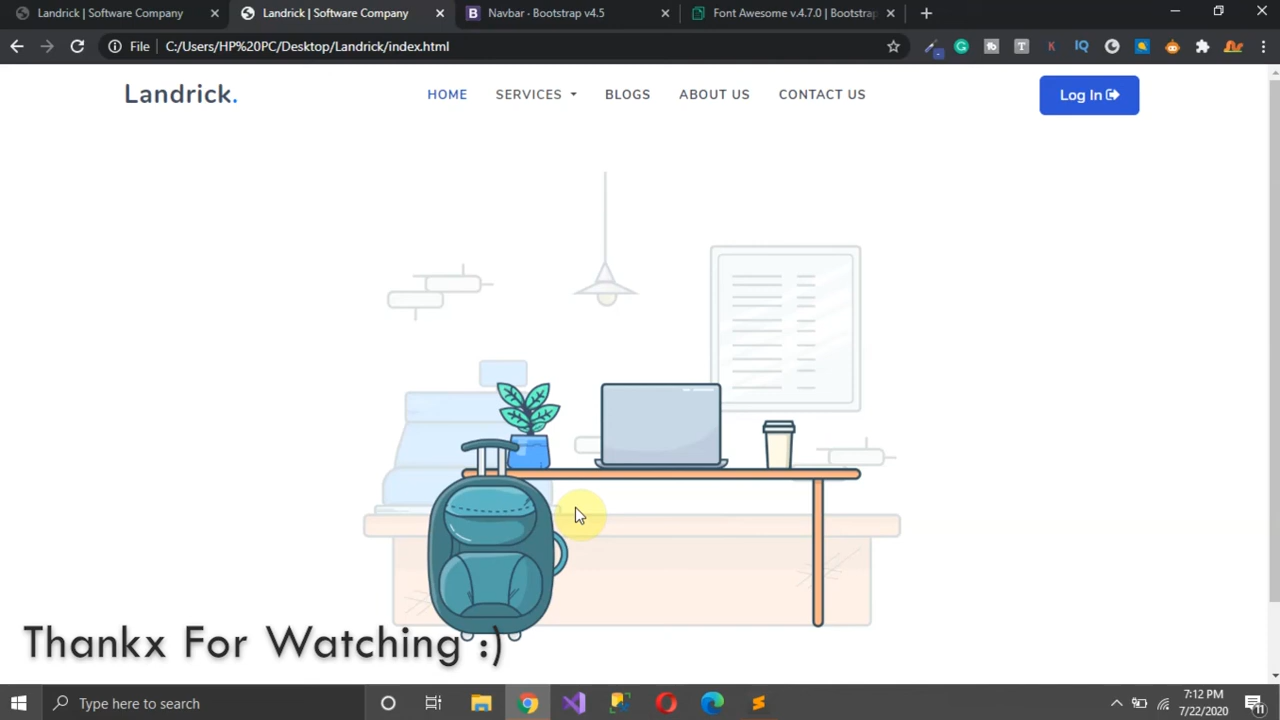 Landrick | Software Company
Landrick | Software Company
Navbar · Bootstrap v4.5
Font Awesome v.4.7.0 | Bootstrap
File
C:/Users/HP%20PC/Desktop/Landrick/index.html
T
K
IQ
Landrick.
HOME
SERVICES
BLOGS
ABOUT US
CONTACT US
Log In
Thankx For Watching :)
Type here to search
7:12 PM
7/22/2020
11